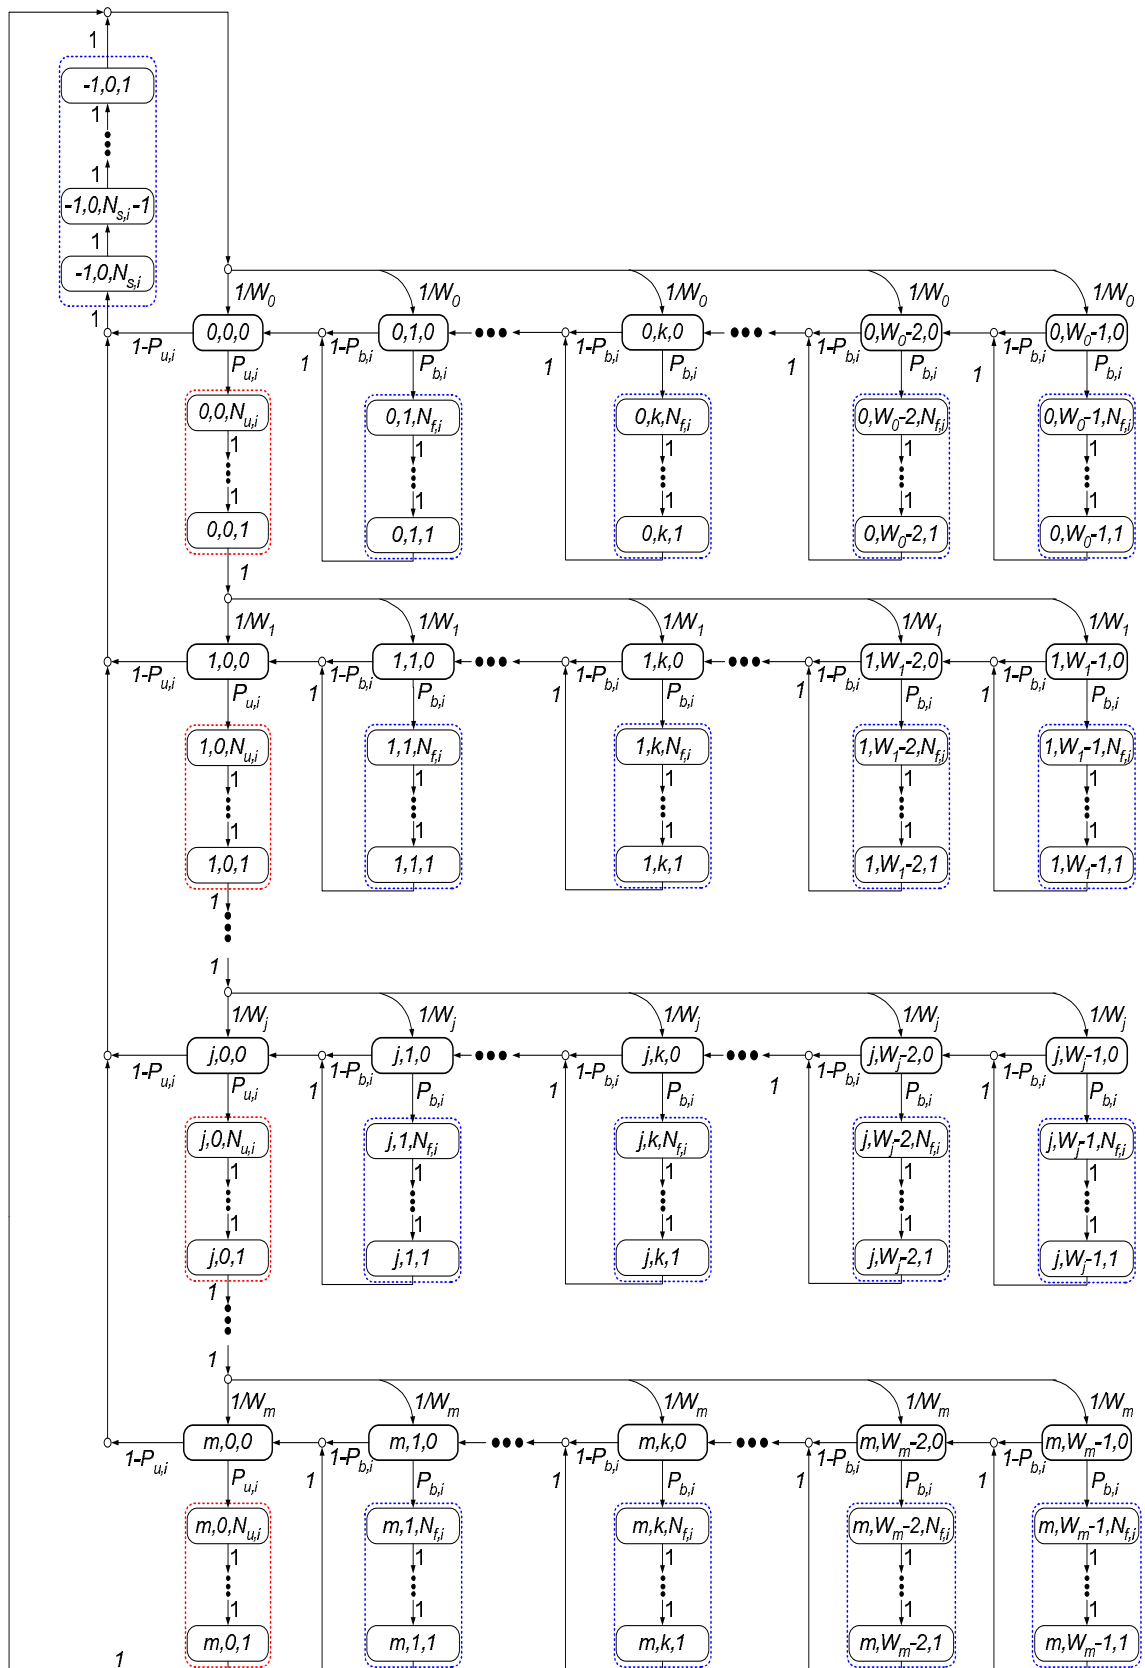 1
-1,0,1
1
1
-1,0,N_{s,i}-1
1
-1,0,N_{s,i}
1
1/W_0 1/W_0 1/W_0 1/W_0 1/W_0
0,0,0 0,1,0 0,k,0 0,W_0-2,0 0,W_0-1,0
1-P_{u,i} 1-P_{b,i} 1-P_{b,i} 1-P_{b,i} 1-P_{b,i}
P_{u,i} 1 P_{b,i} 1 P_{b,i} 1 P_{b,i} 1 P_{b,i}
0,0,N_{u,i} 0,1,N_{f,i} 0,k,N_{f,i} 0,W_0-2,N_{f,i} 0,W_0-1,N_{f,i}
1 1 1 1 1
1 1 1 1 1
0,0,1 0,1,1 0,k,1 0,W_0-2,1 0,W_0-1,1
1
1/W_1 1/W_1 1/W_1 1/W_1 1/W_1
1,0,0 1,1,0 1,k,0 1,W_1-2,0 1,W_1-1,0
1-P_{u,i} 1-P_{b,i} 1-P_{b,i} 1-P_{b,i} 1-P_{b,i}
P_{u,i} 1 P_{b,i} 1 P_{b,i} 1 P_{b,i} 1 P_{b,i}
1,0,N_{u,i} 1,1,N_{f,i} 1,k,N_{f,i} 1,W_1-2,N_{f,i} 1,W_1-1,N_{f,i}
1 1 1 1 1
1 1 1 1 1
1,0,1 1,1,1 1,k,1 1,W_1-2,1 1,W_1-1,1
1
1
1/W_j 1/W_j 1/W_j 1/W_j 1/W_j
j,0,0 j,1,0 j,k,0 j,W_j-2,0 j,W_j-1,0
1-P_{u,i} 1-P_{b,i} 1-P_{b,i} 1-P_{b,i} 1-P_{b,i}
P_{u,i} 1 P_{b,i} 1 P_{b,i} 1 P_{b,i} 1 P_{b,i}
j,0,N_{u,i} j,1,N_{f,i} j,k,N_{f,i} j,W_j-2,N_{f,i} j,W_j-1,N_{f,i}
1 1 1 1 1
1 1 1 1 1
j,0,1 j,1,1 j,k,1 j,W_j-2,1 j,W_j-1,1
1
1
1/W_m 1/W_m 1/W_m 1/W_m 1/W_m
m,0,0 m,1,0 m,k,0 m,W_m-2,0 m,W_m-1,0
1-P_{u,i} 1-P_{b,i} 1-P_{b,i} 1-P_{b,i} 1-P_{b,i}
P_{u,i} 1 P_{b,i} 1 P_{b,i} 1 P_{b,i} 1 P_{b,i}
m,0,N_{u,i} m,1,N_{f,i} m,k,N_{f,i} m,W_m-2,N_{f,i} m,W_m-1,N_{f,i}
1 1 1 1 1
1 1 1 1 1
m,0,1 m,1,1 m,k,1 m,W_m-2,1 m,W_m-1,1
1